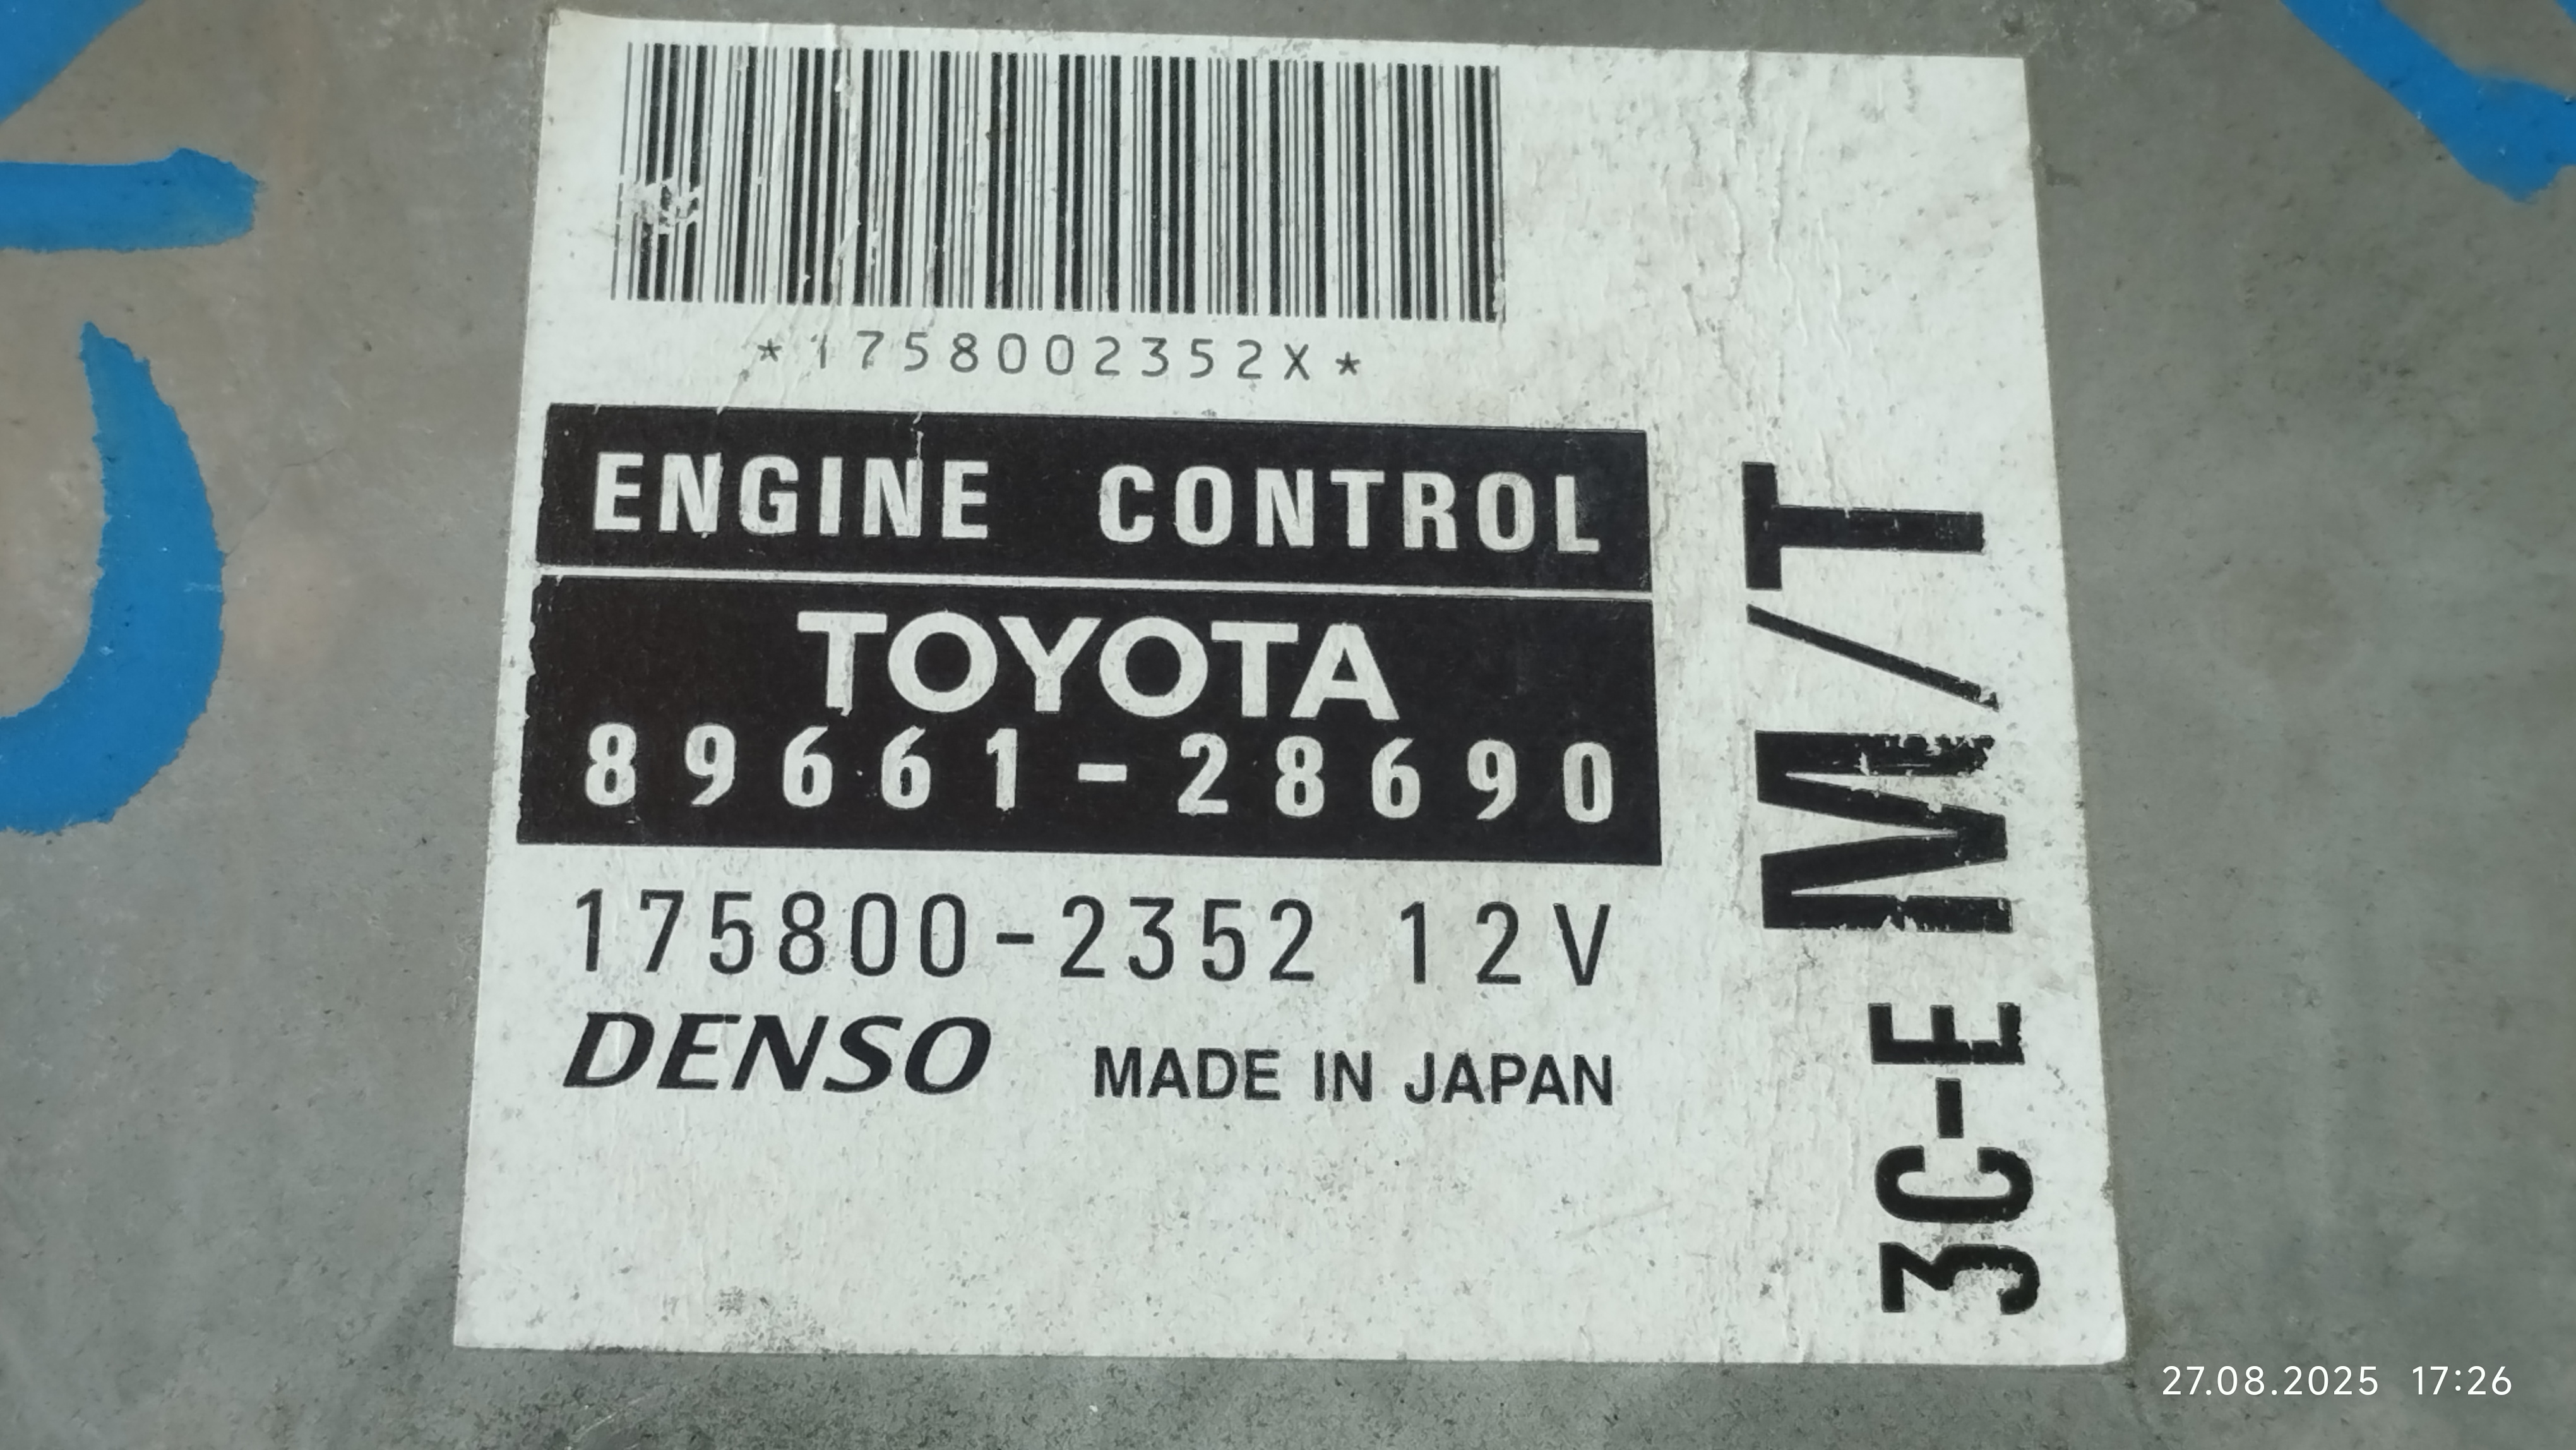 *1758002352X*
ENGINE CONTROL
TOYOTA
89661-28690
175800-2352 12V
DENSO MADE IN JAPAN
3C-E M/T
27.08.2025 17:26